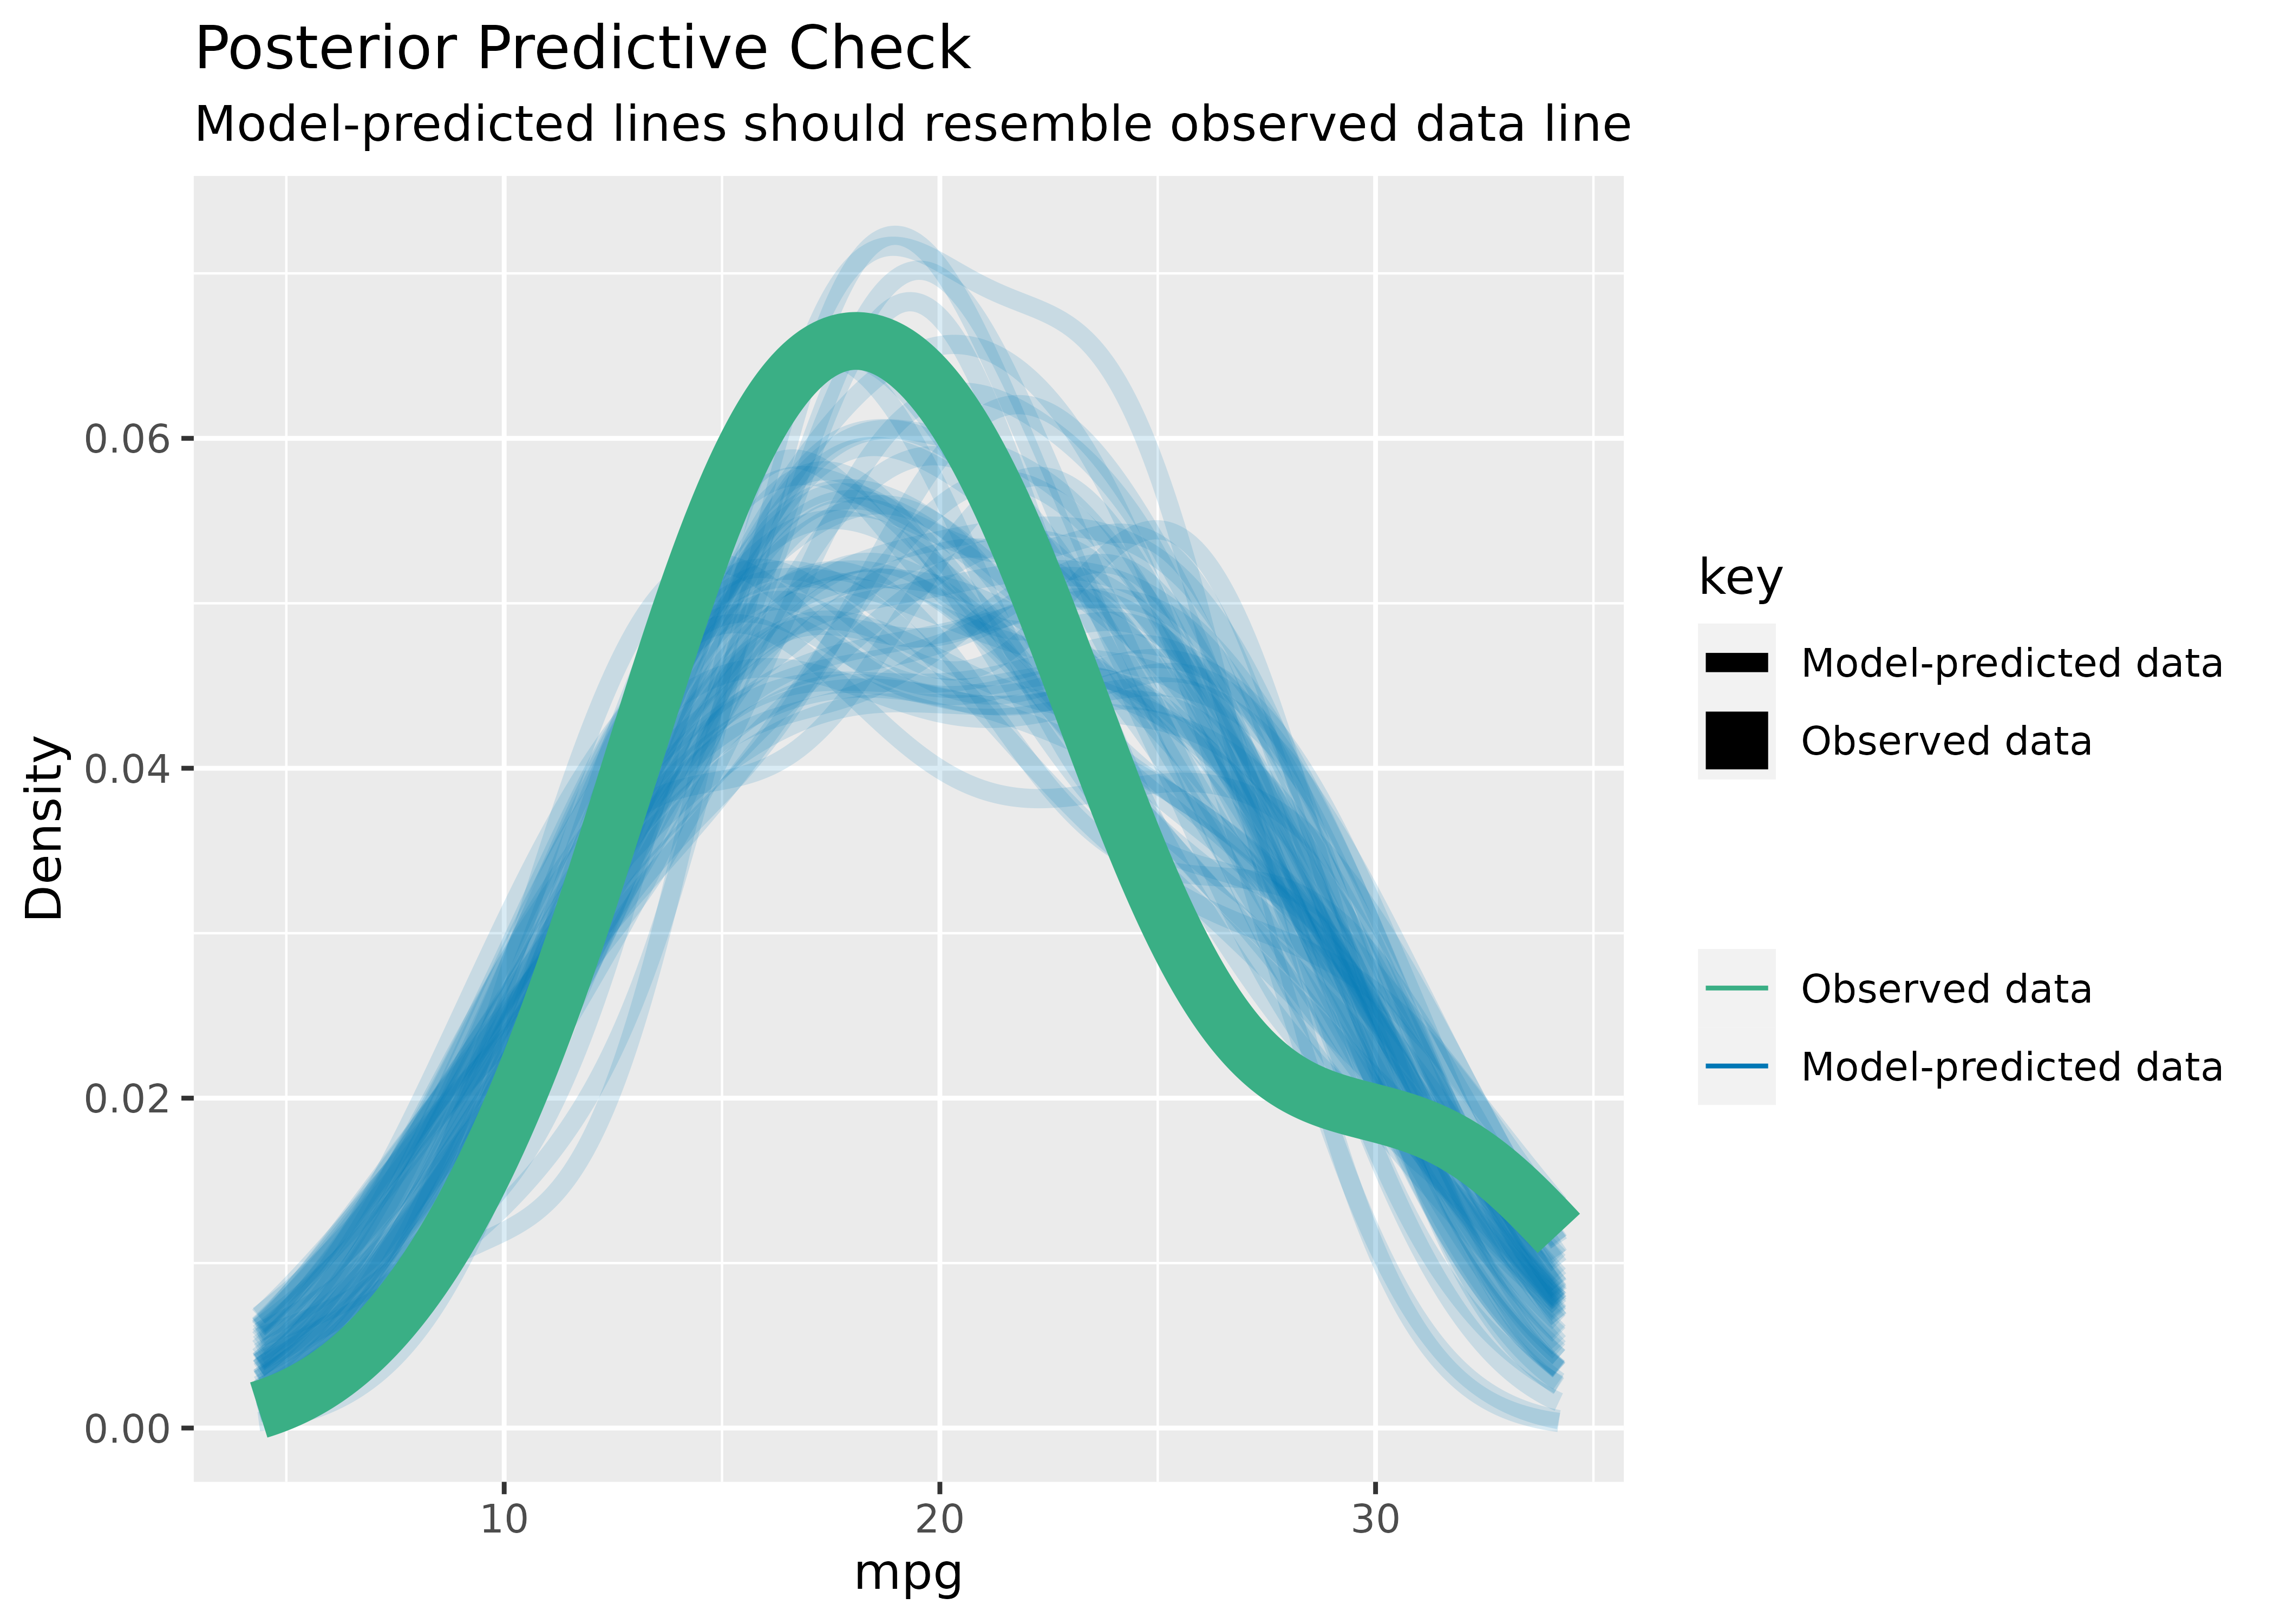 Posterior Predictive Check
Model-predicted lines should resemble observed data line
Density
0.06
0.04
0.02
0.00
10 20 30
mpg
key
Model-predicted data
Observed data
Observed data
Model-predicted data